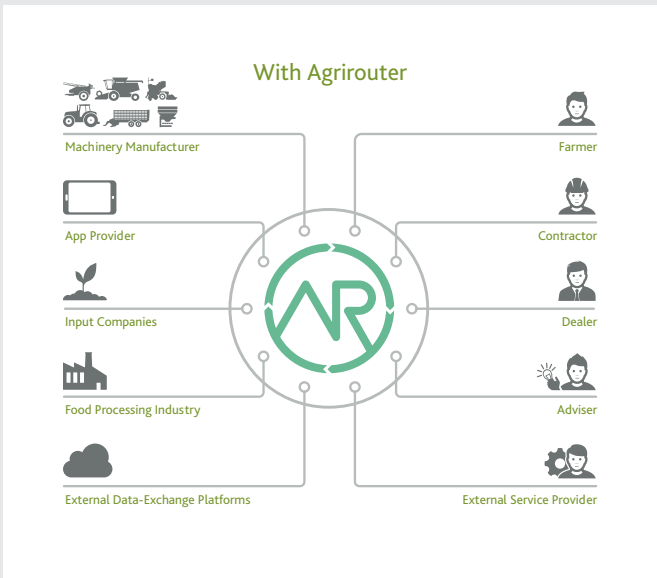 With Agrirouter
Machinery Manufacturer
Farmer
App Provider
Contractor
AR
Input Companies
Dealer
Food Processing Industry
Adviser
External Data-Exchange Platforms
External Service Provider